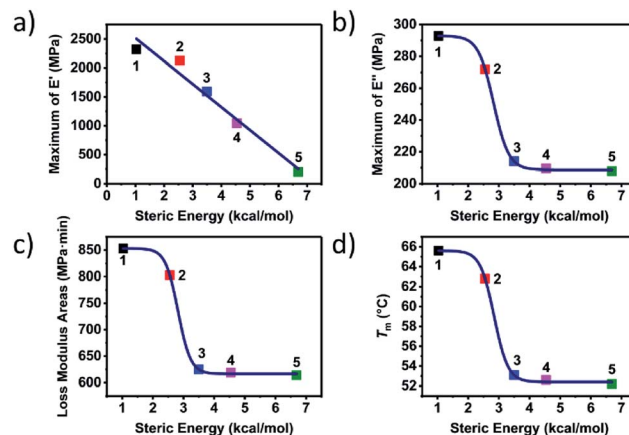 a)
Maximum of E' (MPa)
2500
2000
1500
1000
500
0
1
2
3
4
5
0 1 2 3 4 5 6 7
Steric Energy (kcal/mol)
b)
Maximum of E'' (MPa)
300
280
260
240
220
200
1
2
3
4
5
0 1 2 3 4 5 6 7
Steric Energy (kcal/mol)
c)
Loss Modulus Areas (MPa·min)
850
800
750
700
650
600
1
2
3
4
5
0 1 2 3 4 5 6 7
Steric Energy (kcal/mol)
d)
Tm (°C)
66
64
62
60
58
56
54
52
1
2
3
4
5
0 1 2 3 4 5 6 7
Steric Energy (kcal/mol)